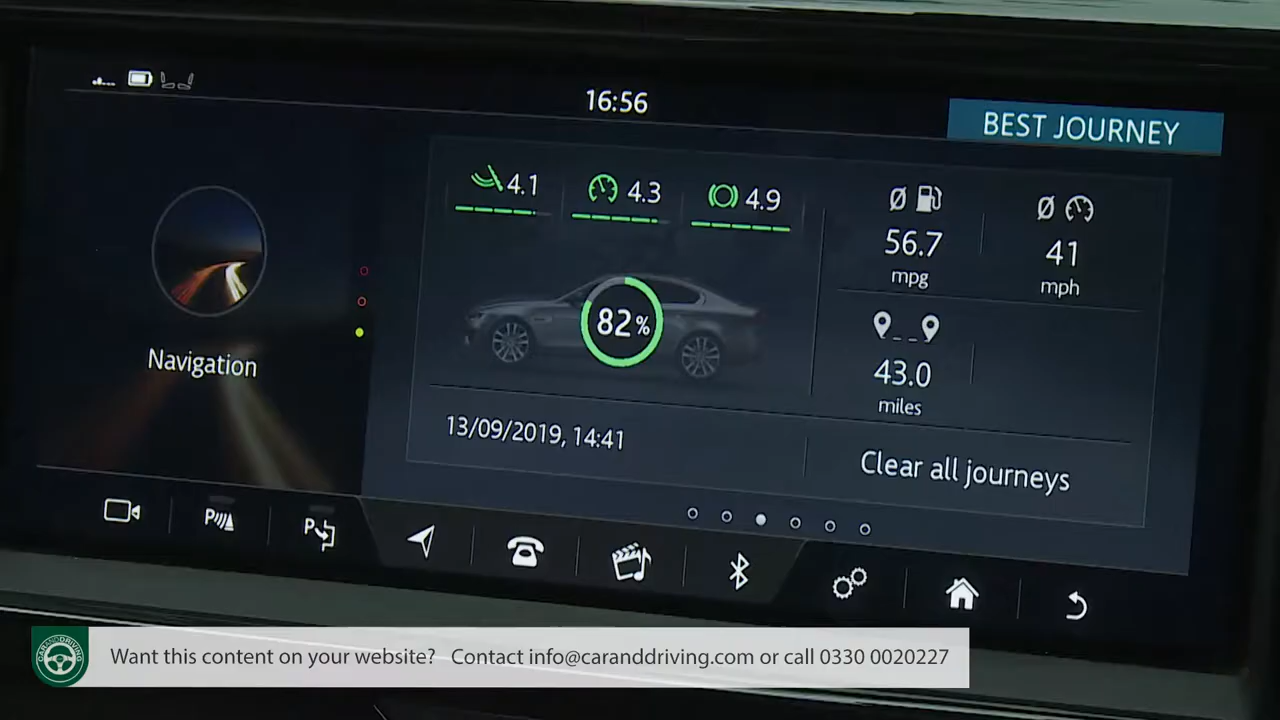 16:56
BEST JOURNEY
4.1
4.3
4.9
Ø
56.7
mpg
Ø
41
mph
82%
43.0
miles
Navigation
13/09/2019, 14:41
Clear all journeys
P
P
CARANDDRIVING
Want this content on your website? Contact info@caranddriving.com or call 0330 0020227